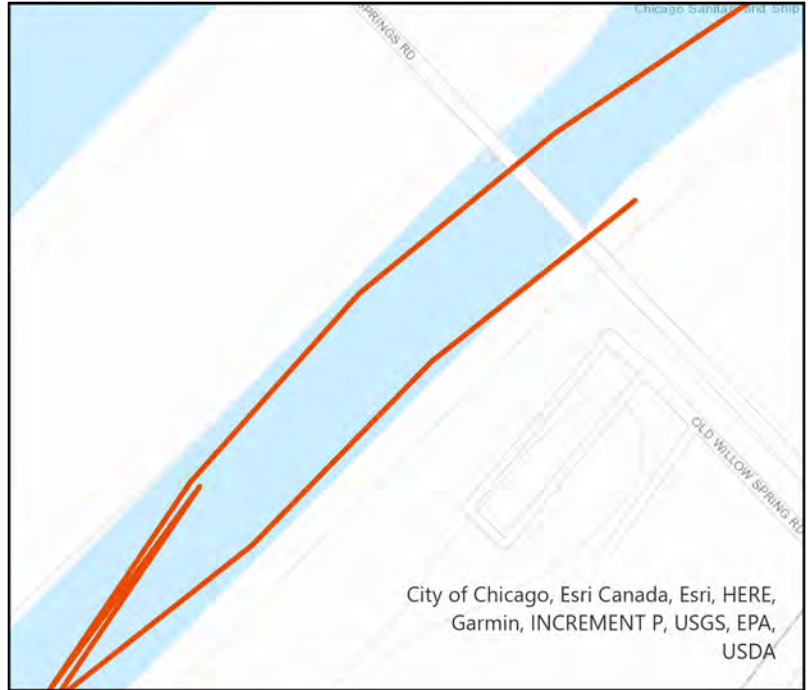 Chicago Sanitary and Ship
SPRINGS RD
OLD WILLOW SPRING RD
City of Chicago, Esri Canada, Esri, HERE,
Garmin, INCREMENT P, USGS, EPA,
USDA